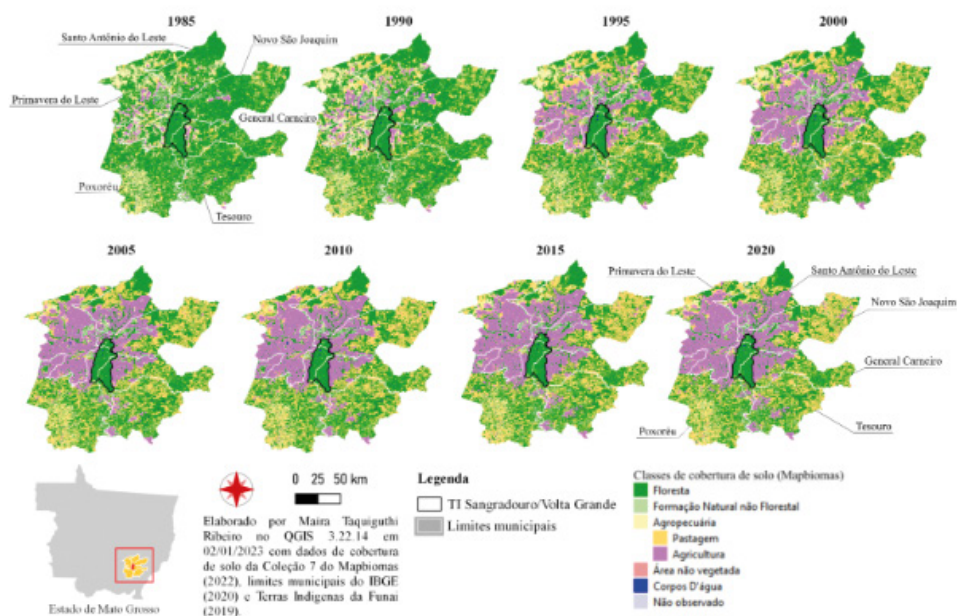 1985 1990 1995 2000
Santo Antônio do Leste
Novo São Joaquim
Primavera do Leste
General Carneiro
Poxoréu
Tesouro
2005 2010 2015 2020
Primavera do Leste
Santo Antônio do Leste
Novo São Joaquim
General Carneiro
Tesouro
Poxoréu
Estado de Mato Grosso
0 25 50 km
Elaborado por Maira Taquiguthi
Ribeiro no QGIS 3.22.14 em
02/01/2023 com dados de cobertura
de solo da Coleção 7 do Mapbiomas
(2022), limites municipais do IBGE
(2020) e Terras Indígenas da Funai
(2019).
Legenda
TI Sangradouro/Volta Grande
Limites municipais
Classes de cobertura de solo (Mapbiomas)
Floresta
Formação Natural não Florestal
Agropecuária
Pastagem
Agricultura
Área não vegetada
Corpos D'água
Não observado